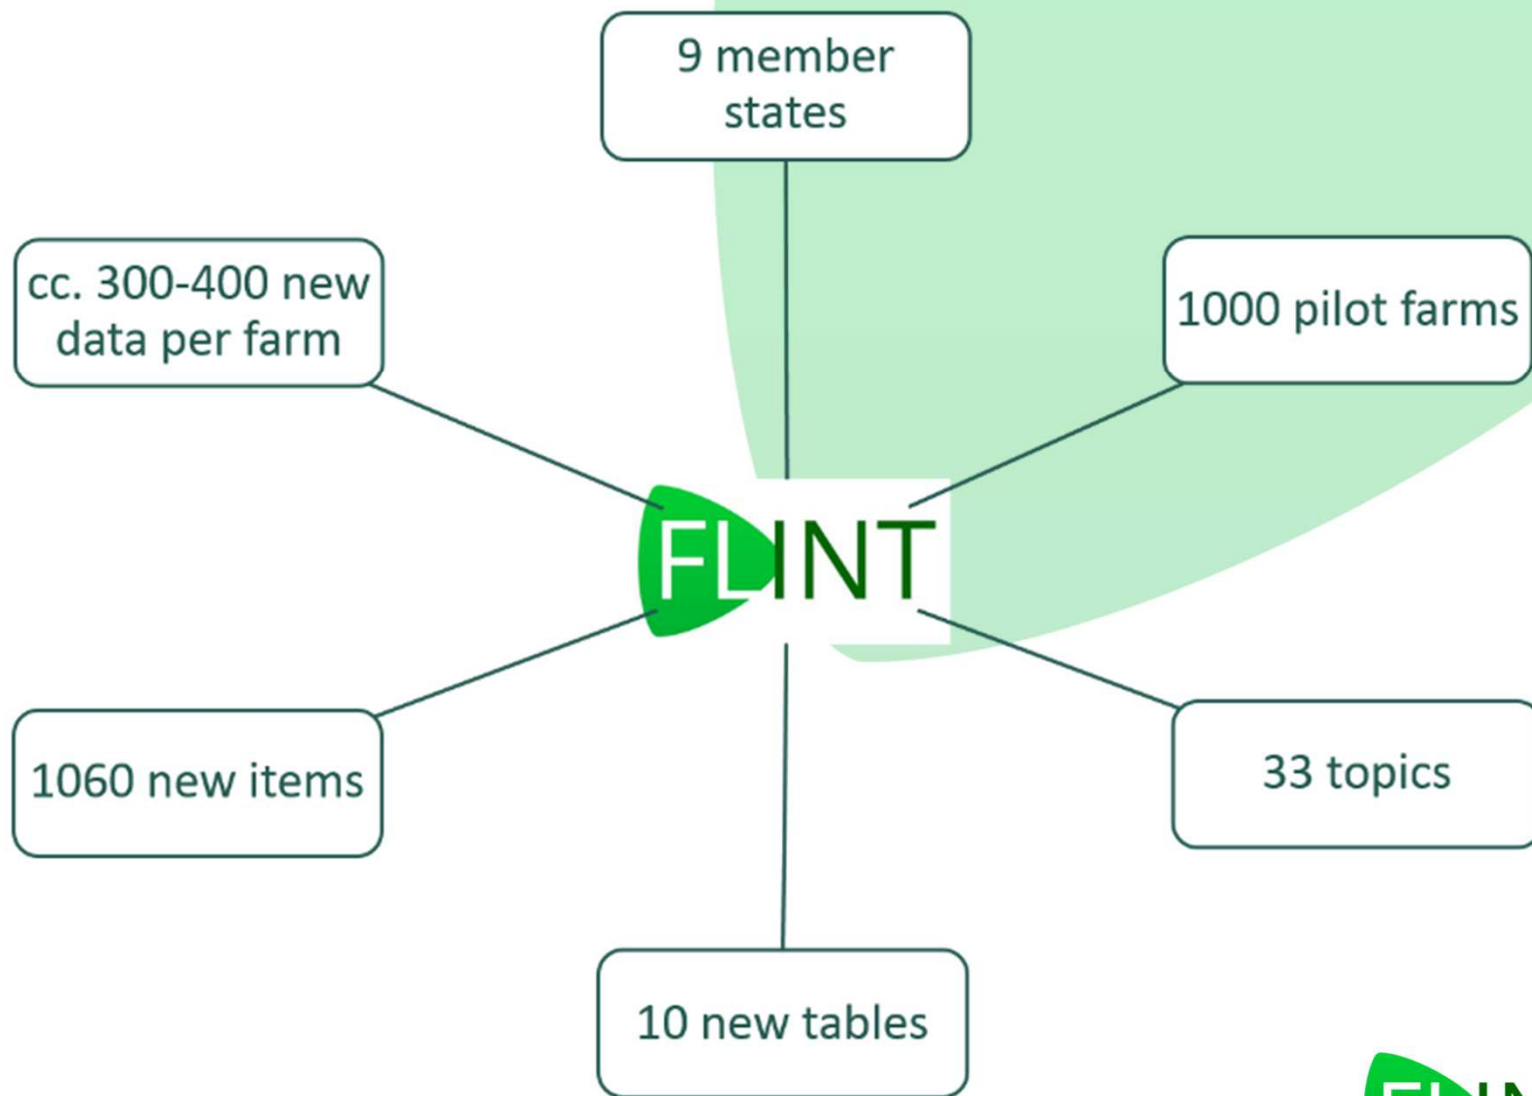 9 member
states
cc. 300-400 new
data per farm
1000 pilot farms
FLINT
1060 new items
33 topics
10 new tables